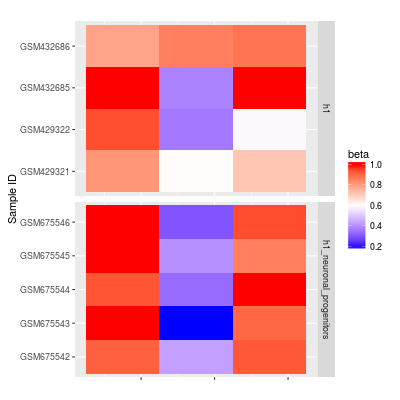 Sample ID
GSM432686
GSM432685
GSM429322
GSM429321
h1
GSM675546
GSM675545
GSM675544
GSM675543
GSM675542
h1_neuronal_progenitors
beta
1.0
0.8
0.6
0.4
0.2